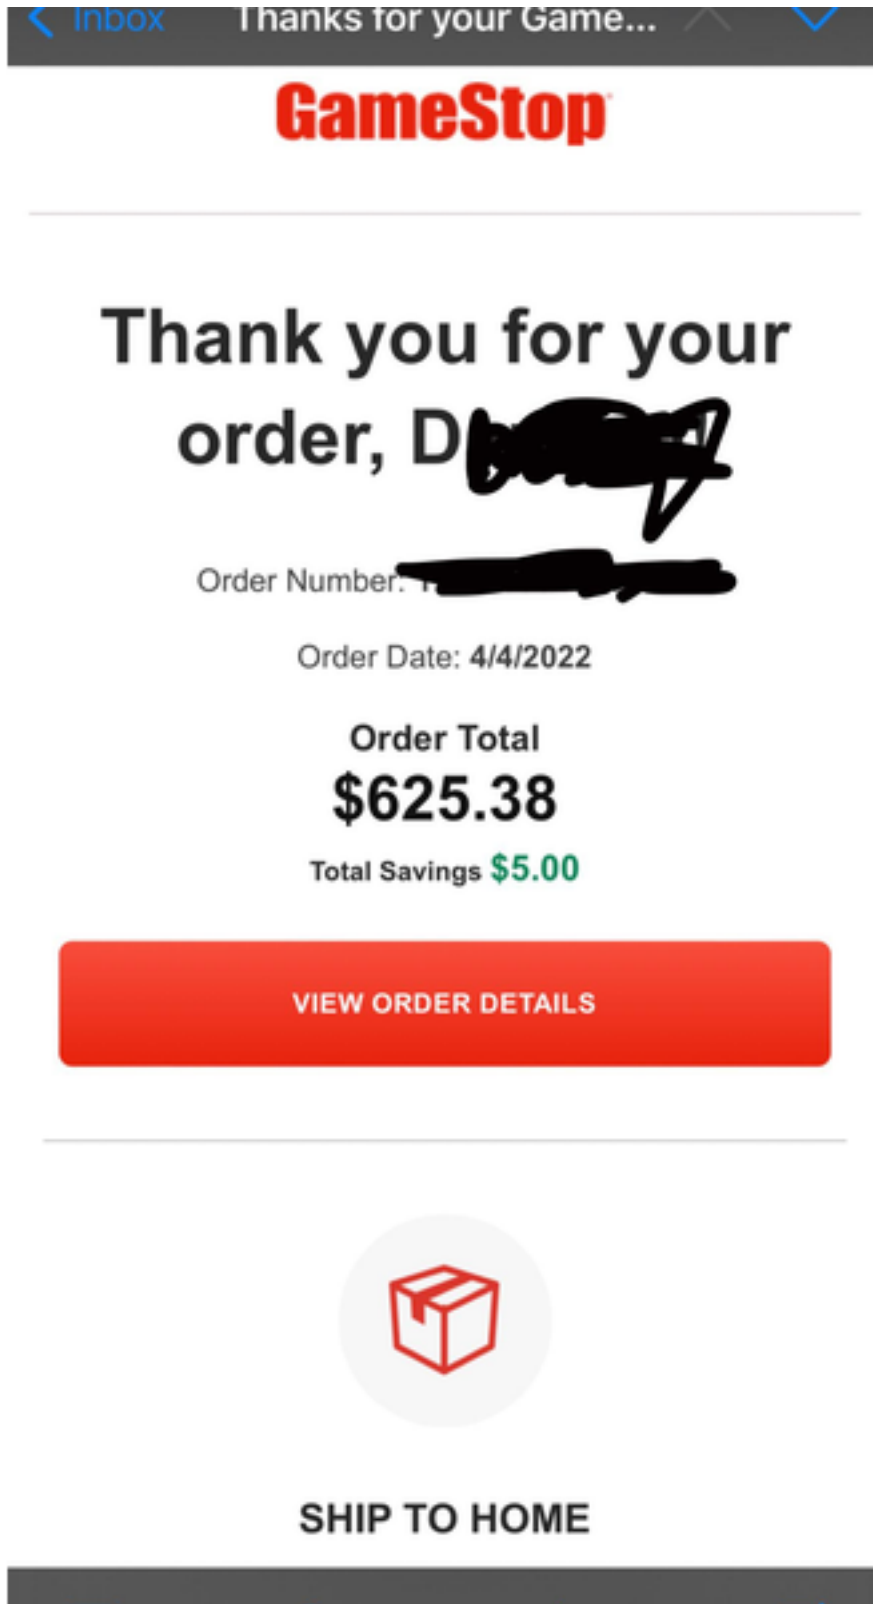 Inbox
Thanks for your Game...
GameStop
Thank you for your
order, D
Order Number:
Order Date: 4/4/2022
Order Total
$625.38
Total Savings $5.00
VIEW ORDER DETAILS
SHIP TO HOME